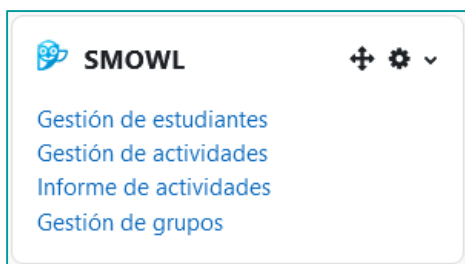 SMOWL
Gestión de estudiantes
Gestión de actividades
Informe de actividades
Gestión de grupos